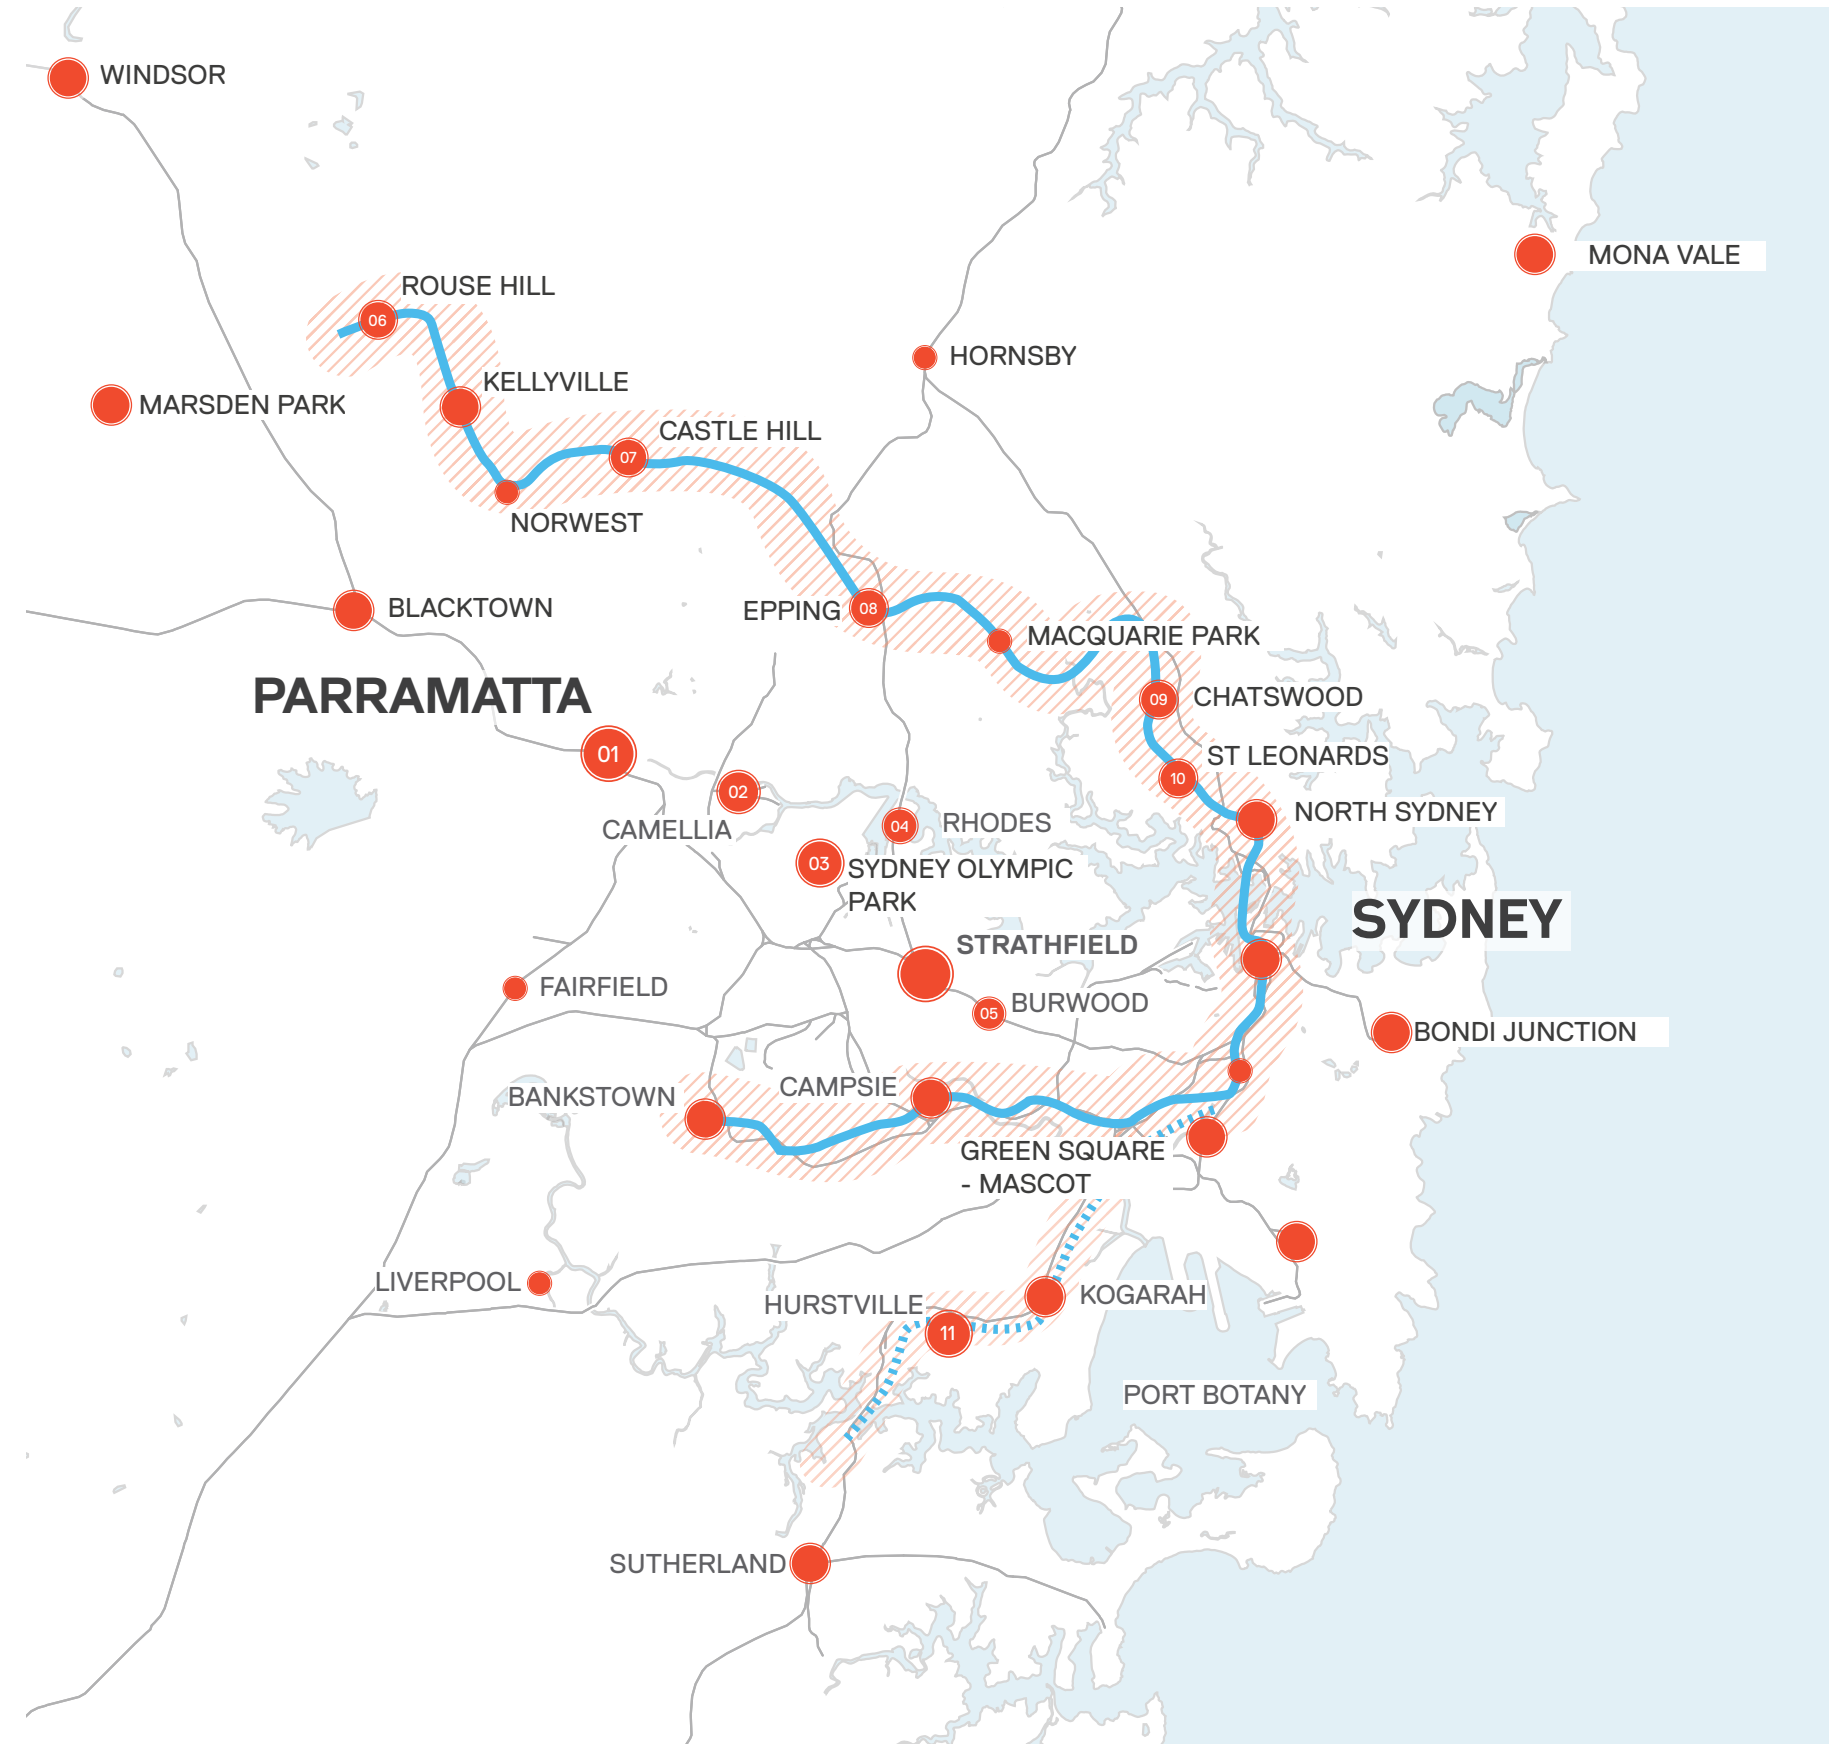 WINDSOR
MONA VALE
ROUSE HILL
06
HORNSBY
KELLYVILLE
MARSDEN PARK
CASTLE HILL
07
NORWEST
BLACKTOWN
EPPING
08
MACQUARIE PARK
PARRAMATTA
09
CHATSWOOD
01
ST LEONARDS
10
02
NORTH SYDNEY
CAMELLIA
04
RHODES
03
SYDNEY OLYMPIC
PARK
SYDNEY
STRATHFIELD
FAIRFIELD
05
BURWOOD
BONDI JUNCTION
BANKSTOWN
CAMPSIE
GREEN SQUARE
- MASCOT
LIVERPOOL
HURSTVILLE
KOGARAH
11
PORT BOTANY
SUTHERLAND